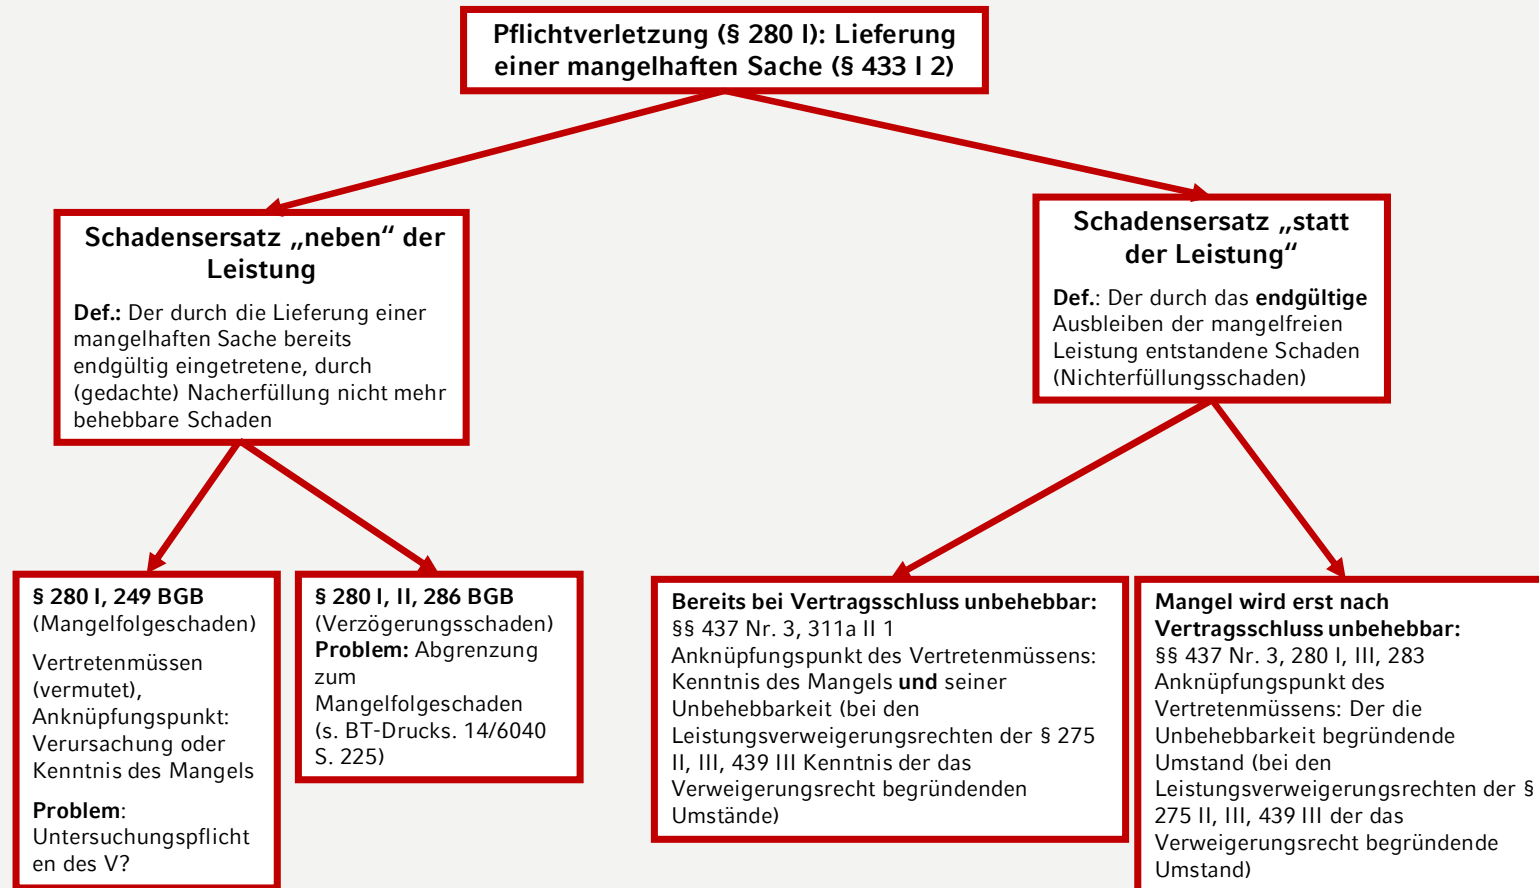 Pflichtverletzung (§ 280 I): Lieferung
einer mangelhaften Sache (§ 433 I 2)
Schadensersatz „neben“ der
Leistung
Def.: Der durch die Lieferung einer
mangelhaften Sache bereits
endgültig eingetretene, durch
(gedachte) Nacherfüllung nicht mehr
behebbare Schaden
Schadensersatz „statt
der Leistung“
Def.: Der durch das endgültige
Ausbleiben der mangelfreien
Leistung entstandene Schaden
(Nichterfüllungsschaden)
§ 280 I, 249 BGB
(Mangelfolgeschaden)
Vertretenmüssen
(vermutet),
Anknüpfungspunkt:
Verursachung oder
Kenntnis des Mangels
Problem:
Untersuchungspflicht
en des V?
§ 280 I, II, 286 BGB
(Verzögerungsschaden)
Problem: Abgrenzung
zum
Mangelfolgeschaden
(s. BT-Drucks. 14/6040
S. 225)
Bereits bei Vertragsschluss unbehebbar:
§§ 437 Nr. 3, 311a II 1
Anknüpfungspunkt des Vertretenmüssens:
Kenntnis des Mangels und seiner
Unbehebbarkeit (bei den
Leistungsverweigerungsrechten der § 275
II, III, 439 III Kenntnis der das
Verweigerungsrecht begründenden
Umstände)
Mangel wird erst nach
Vertragsschluss unbehebbar:
§§ 437 Nr. 3, 280 I, III, 283
Anknüpfungspunkt des
Vertretenmüssens: Der die
Unbehebbarkeit begründende
Umstand (bei den
Leistungsverweigerungsrechten der §
275 II, III, 439 III der das
Verweigerungsrecht begründende
Umstand)